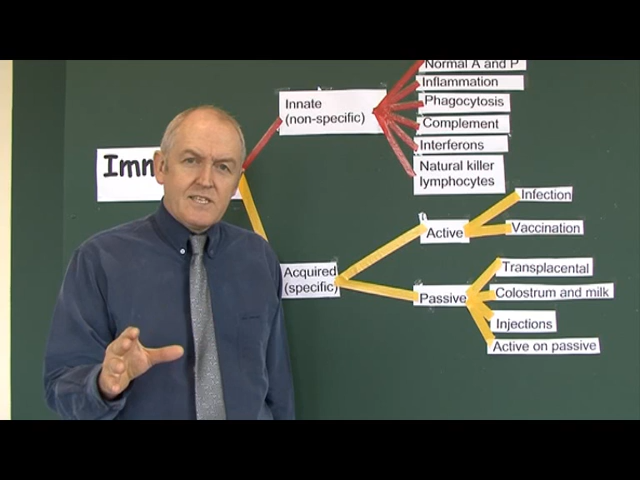 Imm
Innate
(non-specific)
Normal A and P
Inflammation
Phagocytosis
Complement
Interferons
Natural killer
lymphocytes
Acquired
(specific)
Active
Infection
Vaccination
Passive
Transplacental
Colostrum and milk
Injections
Active on passive